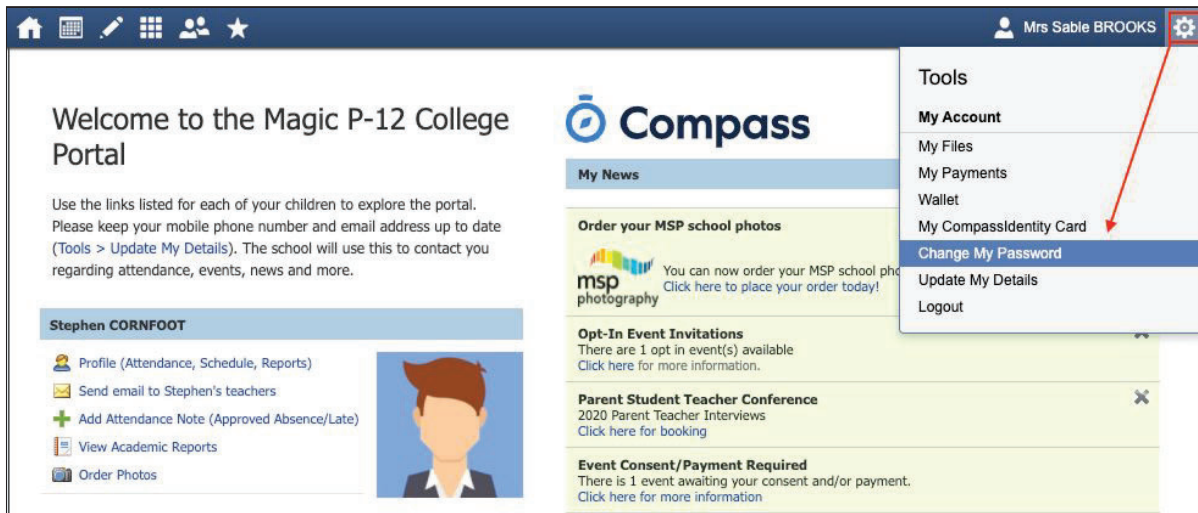 Mrs Sable BROOKS
Tools
My Account
My Files
My Payments
Wallet
My CompassIdentity Card
Change My Password
Update My Details
Logout
Welcome to the Magic P-12 College
Portal
Use the links listed for each of your children to explore the portal.
Please keep your mobile phone number and email address up to date
(Tools > Update My Details). The school will use this to contact you
regarding attendance, events, news and more.
Stephen CORNFOOT
Profile (Attendance, Schedule, Reports)
Send email to Stephen's teachers
Add Attendance Note (Approved Absence/Late)
View Academic Reports
Order Photos
Compass
My News
Order your MSP school photos
msp
photography
You can now order your MSP school
Click here to place your order today!
Opt-In Event Invitations
There are 1 opt in event(s) available
Click here for more information.
Parent Student Teacher Conference
2020 Parent Teacher Interviews
Click here for booking
Event Consent/Payment Required
There is 1 event awaiting your consent and/or payment.
Click here for more information